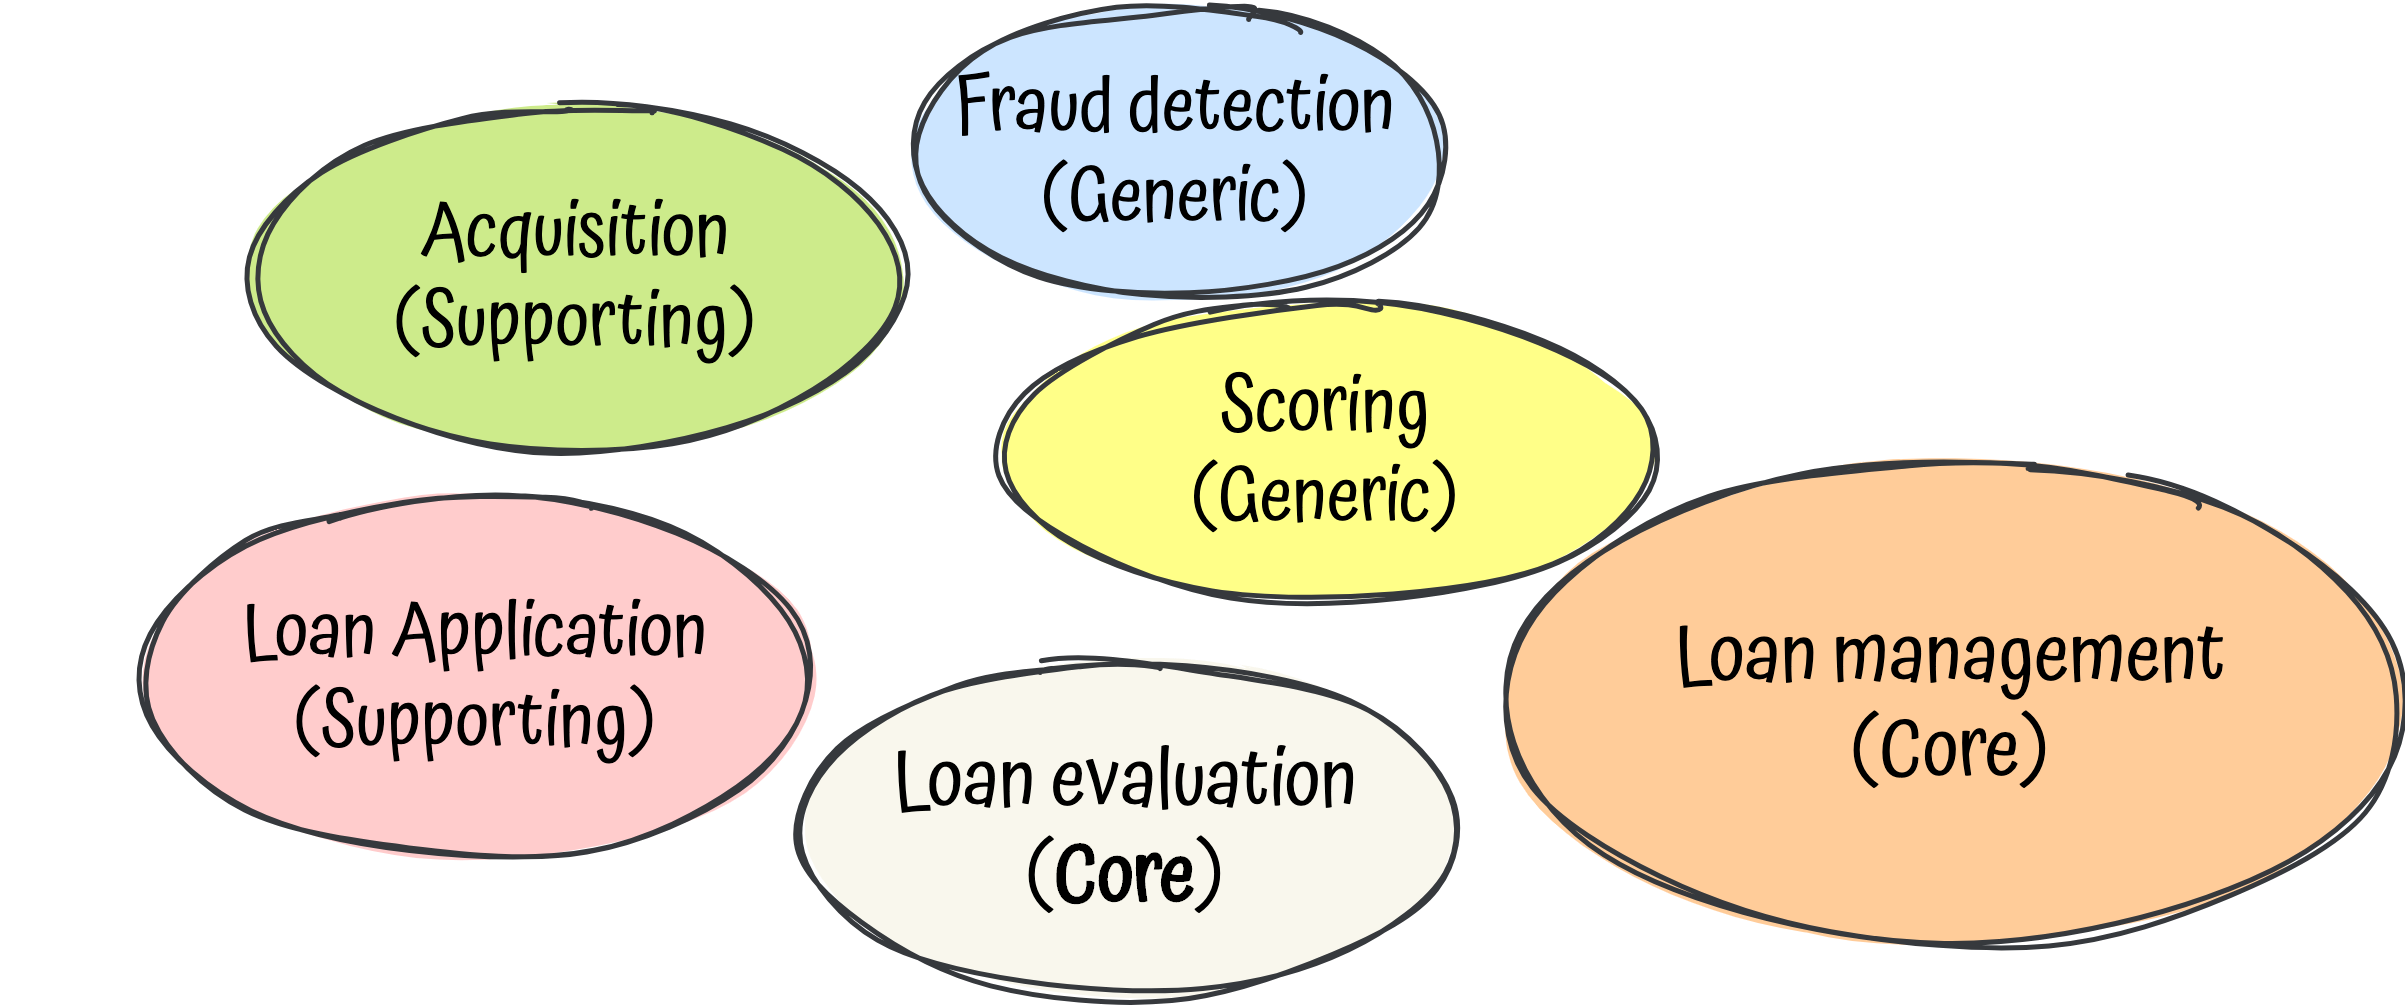 Fraud detection
(Generic)
Acquisition
(Supporting)
Scoring
(Generic)
Loan Application
(Supporting)
Loan management
(Core)
Loan evaluation
(Core)